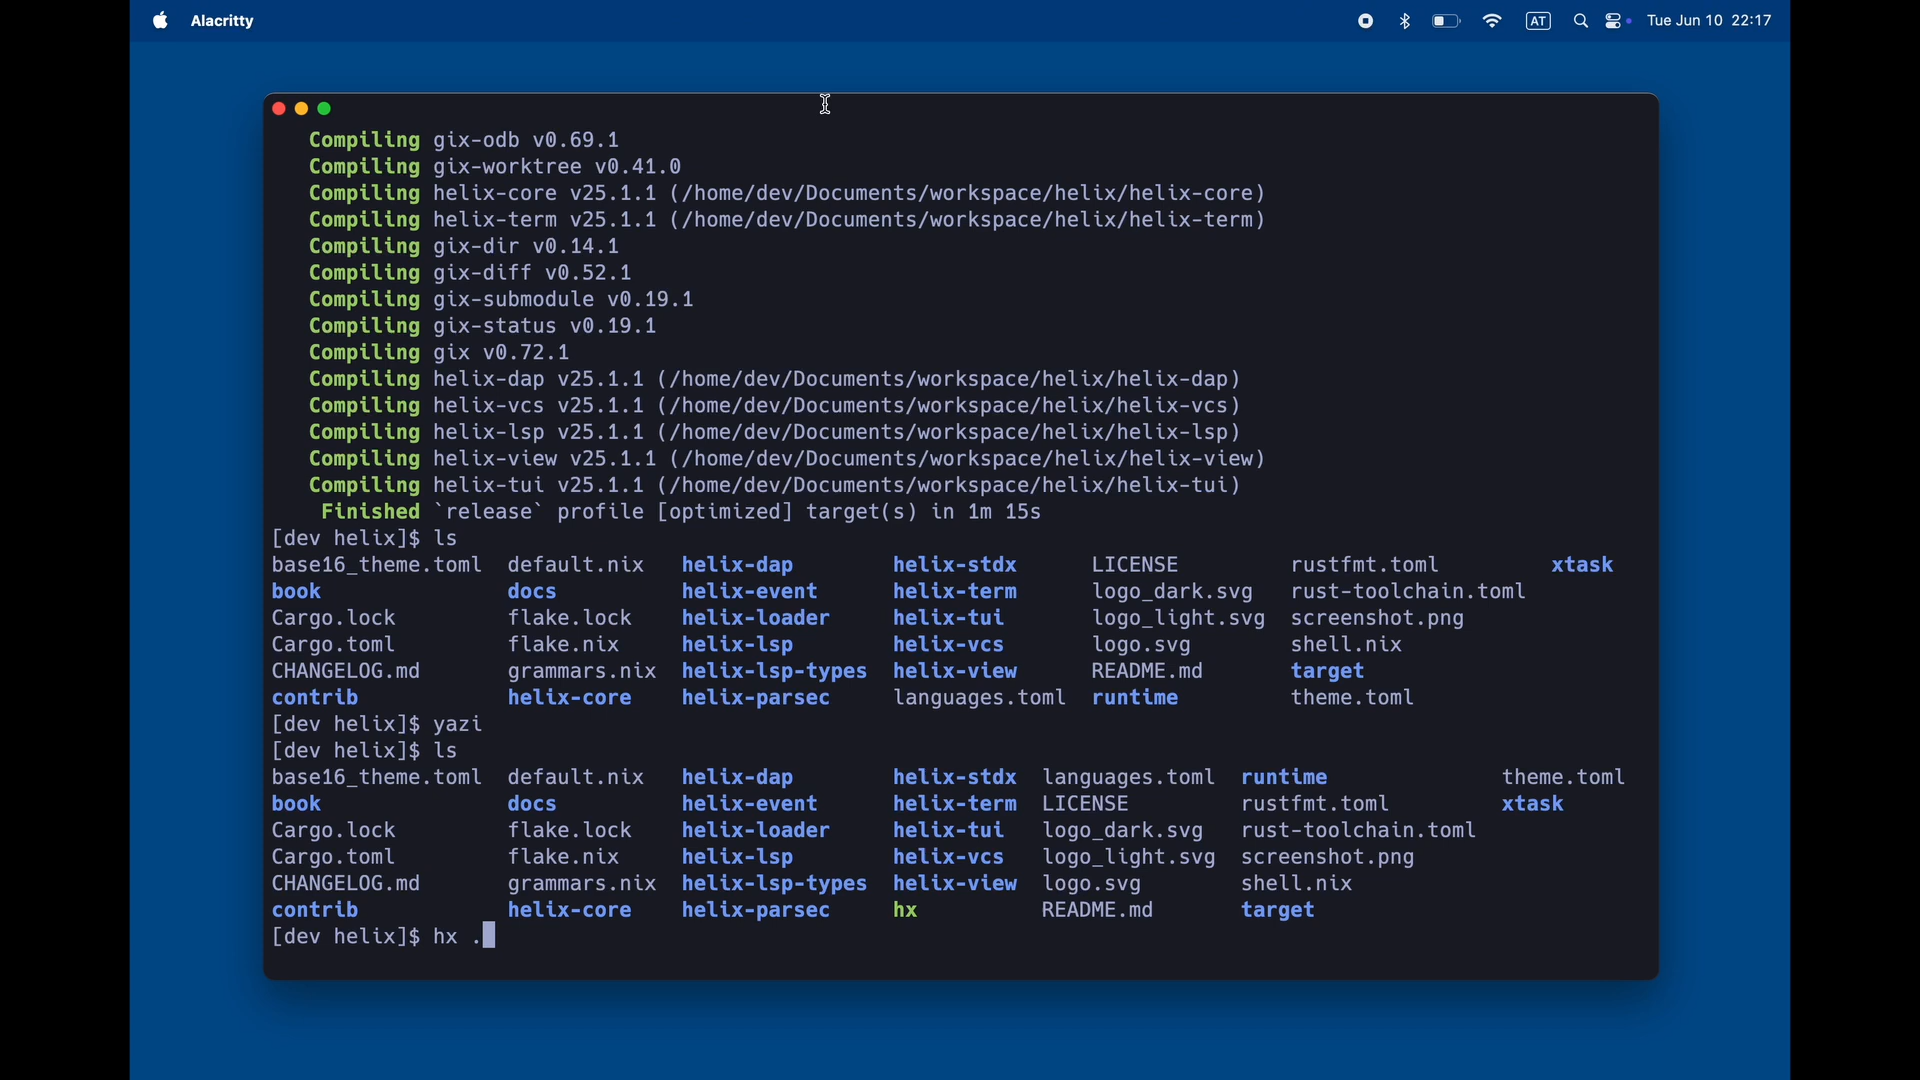 Alacritty AT Tue Jun 10 22:17
Compiling gix-odb v0.69.1
Compiling gix-worktree v0.41.0
Compiling helix-core v25.1.1 (/home/dev/Documents/workspace/helix/helix-core)
Compiling helix-term v25.1.1 (/home/dev/Documents/workspace/helix/helix-term)
Compiling gix-dir v0.14.1
Compiling gix-diff v0.52.1
Compiling gix-submodule v0.19.1
Compiling gix-status v0.19.1
Compiling gix v0.72.1
Compiling helix-dap v25.1.1 (/home/dev/Documents/workspace/helix/helix-dap)
Compiling helix-vcs v25.1.1 (/home/dev/Documents/workspace/helix/helix-vcs)
Compiling helix-lsp v25.1.1 (/home/dev/Documents/workspace/helix/helix-lsp)
Compiling helix-view v25.1.1 (/home/dev/Documents/workspace/helix/helix-view)
Compiling helix-tui v25.1.1 (/home/dev/Documents/workspace/helix/helix-tui)
Finished `release` profile [optimized] target(s) in 1m 15s
[dev helix]$ ls
base16_theme.toml default.nix helix-dap helix-stdx LICENSE rustfmt.toml xtask
book docs helix-event helix-term logo_dark.svg rust-toolchain.toml
Cargo.lock flake.lock helix-loader helix-tui logo_light.svg screenshot.png
Cargo.toml flake.nix helix-lsp helix-vcs logo.svg shell.nix
CHANGELOG.md grammars.nix helix-lsp-types helix-view README.md target
contrib helix-core helix-parsec languages.toml runtime theme.toml
[dev helix]$ yazi
[dev helix]$ ls
base16_theme.toml default.nix helix-dap helix-stdx languages.toml runtime theme.toml
book docs helix-event helix-term LICENSE rustfmt.toml xtask
Cargo.lock flake.lock helix-loader helix-tui logo_dark.svg rust-toolchain.toml
Cargo.toml flake.nix helix-lsp helix-vcs logo_light.svg screenshot.png
CHANGELOG.md grammars.nix helix-lsp-types helix-view logo.svg shell.nix
contrib helix-core helix-parsec hx README.md target
[dev helix]$ hx .